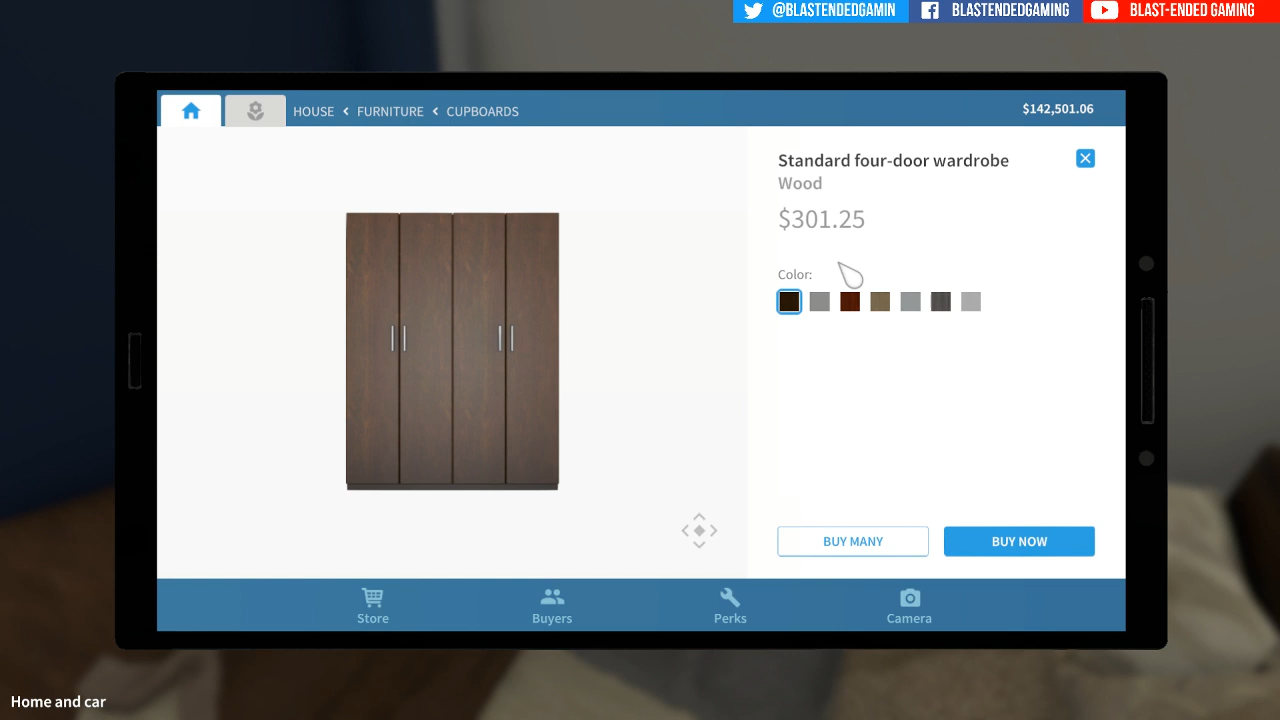 @BLASTENDEDGAMIN
BLASTENDEDGAMING
BLAST-ENDED GAMING
HOUSE < FURNITURE < CUPBOARDS
$142,501.06
Standard four-door wardrobe
Wood
$301.25
Color:
BUY MANY
BUY NOW
Store
Buyers
Perks
Camera
Home and car